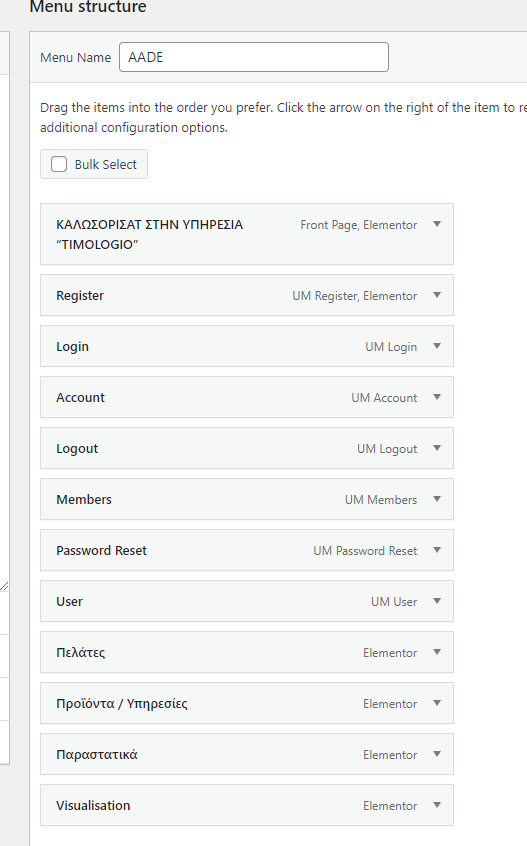 Menu structure
Menu Name AADE
Drag the items into the order you prefer. Click the arrow on the right of the item to re
additional configuration options.
Bulk Select
ΚΑΛΩΣΟΡΙΣΑΤ ΣΤΗΝ ΥΠΗΡΕΣΙΑ Front Page, Elementor
“TIMOLOGIO”
Register UM Register, Elementor
Login UM Login
Account UM Account
Logout UM Logout
Members UM Members
Password Reset UM Password Reset
User UM User
Πελάτες Elementor
Προϊόντα / Υπηρεσίες Elementor
Παραστατικά Elementor
Visualisation Elementor